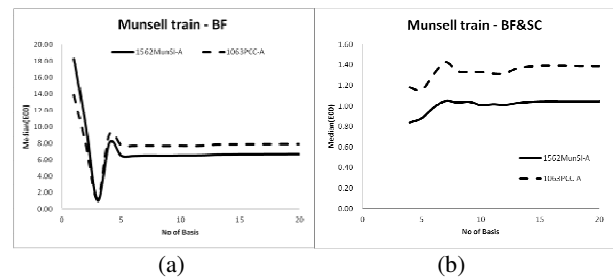 Munsell train - BF
1562MunSl-A
1063PCC-A
Median(E00)
20.00
18.00
16.00
14.00
12.00
10.00
8.00
6.00
4.00
2.00
0.00
0
5
10
15
20
No of Basis
(a)
Munsell train - BF&SC
Median(E00)
1.60
1.40
1.20
1.00
0.80
0.60
0.40
0.20
0.00
1562MunSl-A
1063PCC-A
0
5
10
15
20
No of Basis
(b)